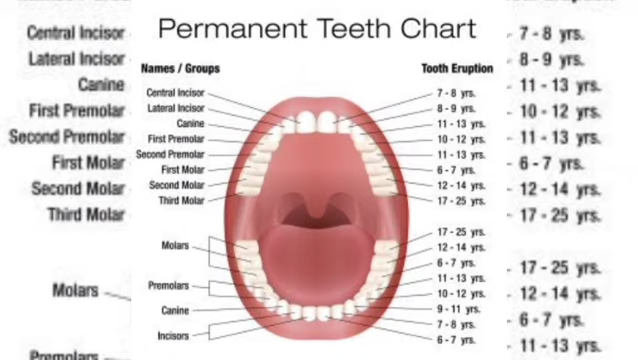 Permanent Teeth Chart
Names / Groups
Tooth Eruption
Central Incisor
7 - 8 yrs.
Lateral Incisor
8 - 9 yrs.
Canine
11 - 13 yrs.
First Premolar
10 - 12 yrs.
Second Premolar
11 - 13 yrs.
First Molar
6 - 7 yrs.
Second Molar
12 - 14 yrs.
Third Molar
17 - 25 yrs.
Molars
17 - 25 yrs.
12 - 14 yrs.
6 - 7 yrs.
Premolars
11 - 13 yrs.
10 - 12 yrs.
Canine
9 - 11 yrs.
Incisors
7 - 8 yrs.
6 - 7 yrs.
Central Incisor
7 - 8 yrs.
Lateral Incisor
8 - 9 yrs.
Canine
11 - 13 yrs.
First Premolar
10 - 12 yrs.
Second Premolar
11 - 13 yrs.
First Molar
6 - 7 yrs.
Second Molar
12 - 14 yrs.
Third Molar
17 - 25 yrs.
Molars
17 - 25 yrs.
12 - 14 yrs.
6 - 7 yrs.
Premolars
11 - 13 yrs.